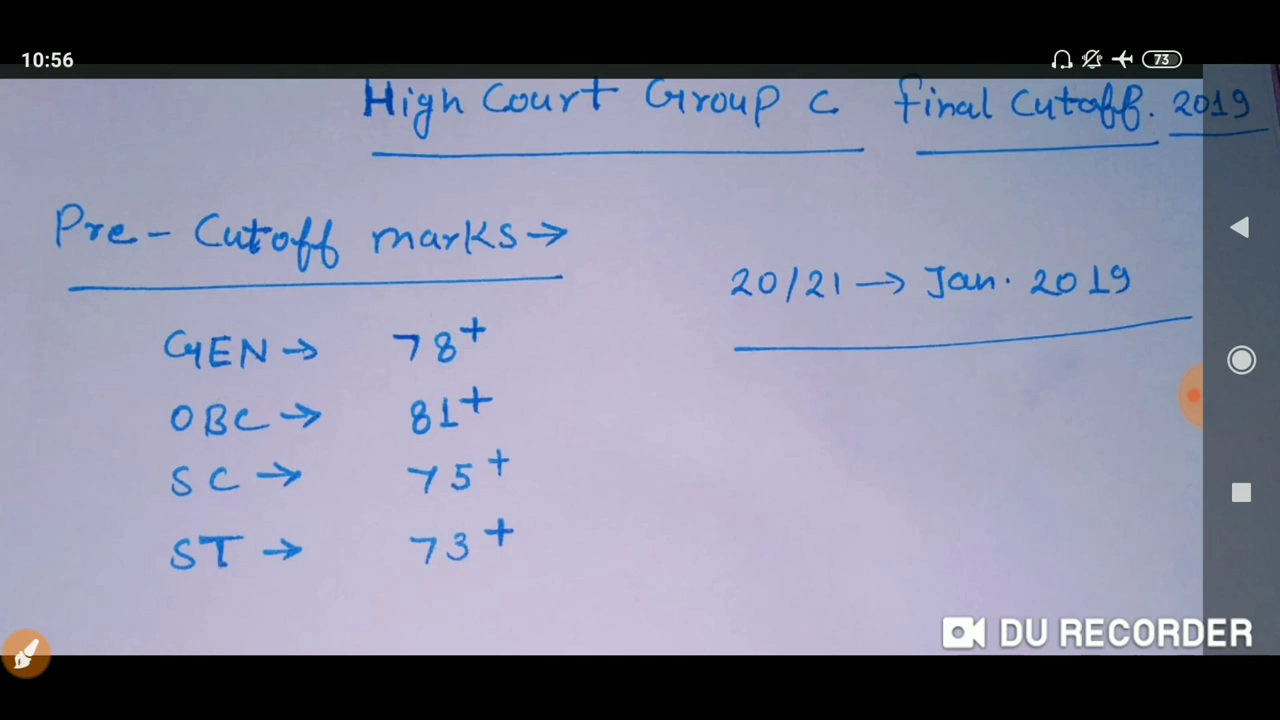 10:56
73
High Court Group C Final Cutoff. 2019
Pre-Cutoff marks →
20/21 → Jan. 2019
GEN → 78+
OBC → 81+
SC → 75+
ST → 73+
DU RECORDER